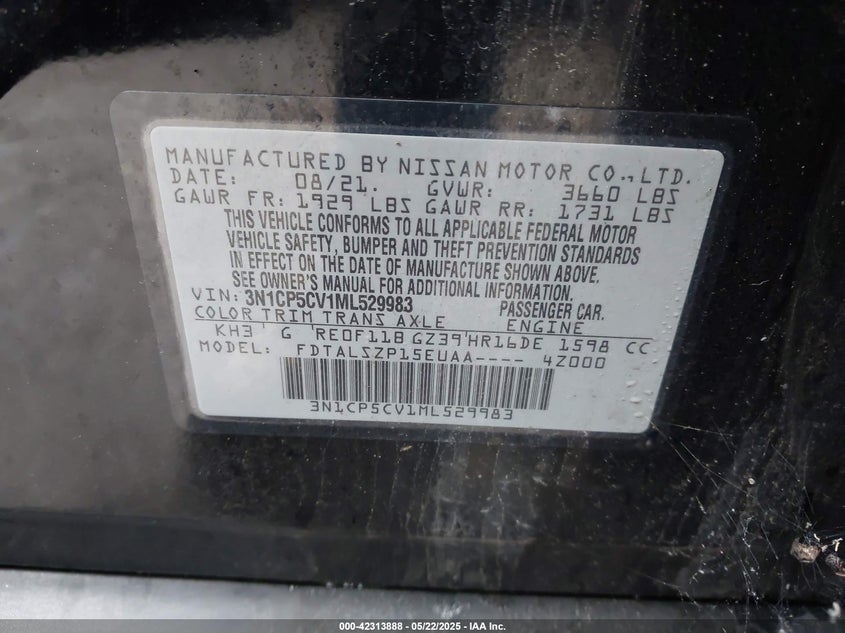 MANUFACTURED BY NISSAN MOTOR CO., LTD.
DATE: 08/21. GVWR: 3660 LBS
GAWR FR: 1929 LBS GAWR RR: 1731 LBS
THIS VEHICLE CONFORMS TO ALL APPLICABLE FEDERAL MOTOR
VEHICLE SAFETY, BUMPER AND THEFT PREVENTION STANDARDS
IN EFFECT ON THE DATE OF MANUFACTURE SHOWN ABOVE.
SEE OWNER'S MANUAL FOR ADDITIONAL INFORMATION.
VIN: 3N1CP5CV1ML529983 PASSENGER CAR.
COLOR TRIM TRANS AXLE ENGINE
KH3 ' G 'RE0F11B GZ39'HR16DE 1598 CC
MODEL: FDTALSZP15EUAA---- 4Z000
3N1CP5CV1ML529983
000-42313888 - 05/22/2025 - IAA Inc.